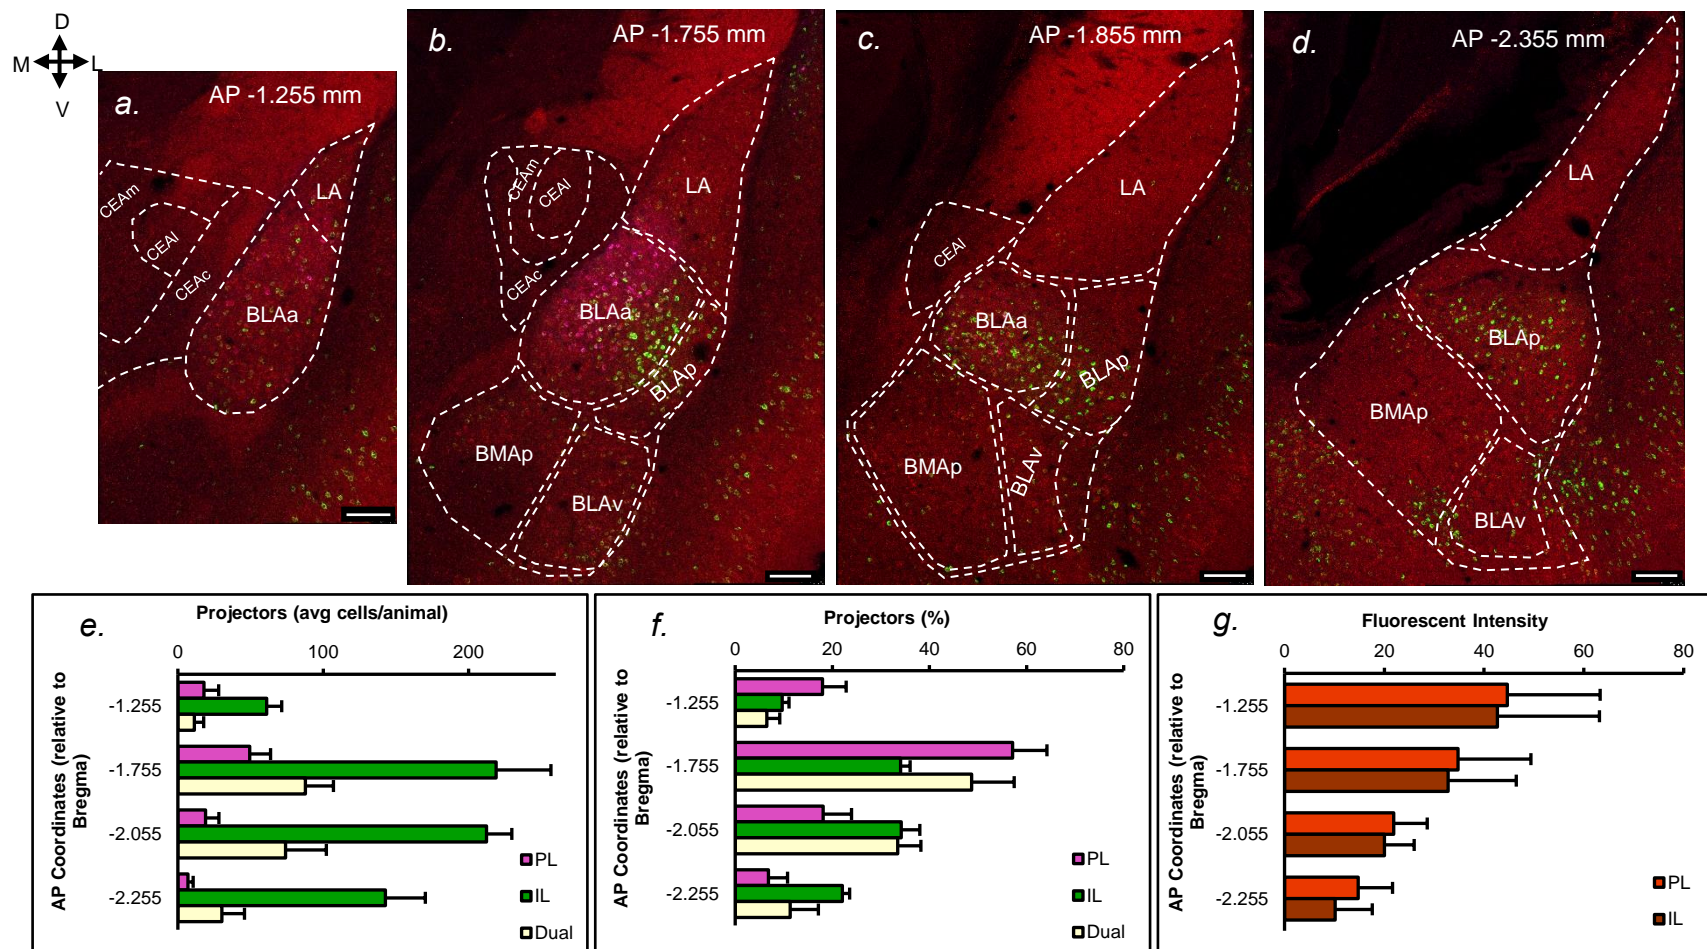 D
M
L
V
a.
AP -1.255 mm
CEAm
CEAl
CEAc
LA
BLAa
b.
AP -1.755 mm
CEAm
CEAl
CEAc
LA
BLAa
BLAp
BMAp
BLAv
c.
AP -1.855 mm
LA
CEAl
BLAa
BLAp
BMAp
BLAv
d.
AP -2.355 mm
LA
BLAp
BMAp
BLAv
e.
Projectors (avg cells/animal)
0 100 200
AP Coordinates (relative to
Bregma)
-1.255
-1.755
-2.055
-2.255
PL
IL
Dual
f.
Projectors (%)
0 20 40 60 80
AP Coordinates (relative to
Bregma)
-1.255
-1.755
-2.055
-2.255
PL
IL
Dual
g.
Fluorescent Intensity
0 20 40 60 80
AP Coordinates (relative to
Bregma)
-1.255
-1.755
-2.055
-2.255
PL
IL